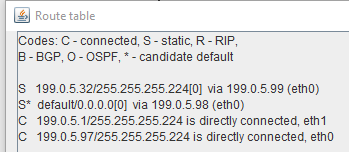 Route table
Codes: C - connected, S - static, R - RIP,
B - BGP, O - OSPF, * - candidate default
S 199.0.5.32/255.255.255.224[0] via 199.0.5.99 (eth0)
S* default/0.0.0.0[0] via 199.0.5.98 (eth0)
C 199.0.5.1/255.255.255.224 is directly connected, eth1
C 199.0.5.97/255.255.255.224 is directly connected, eth0